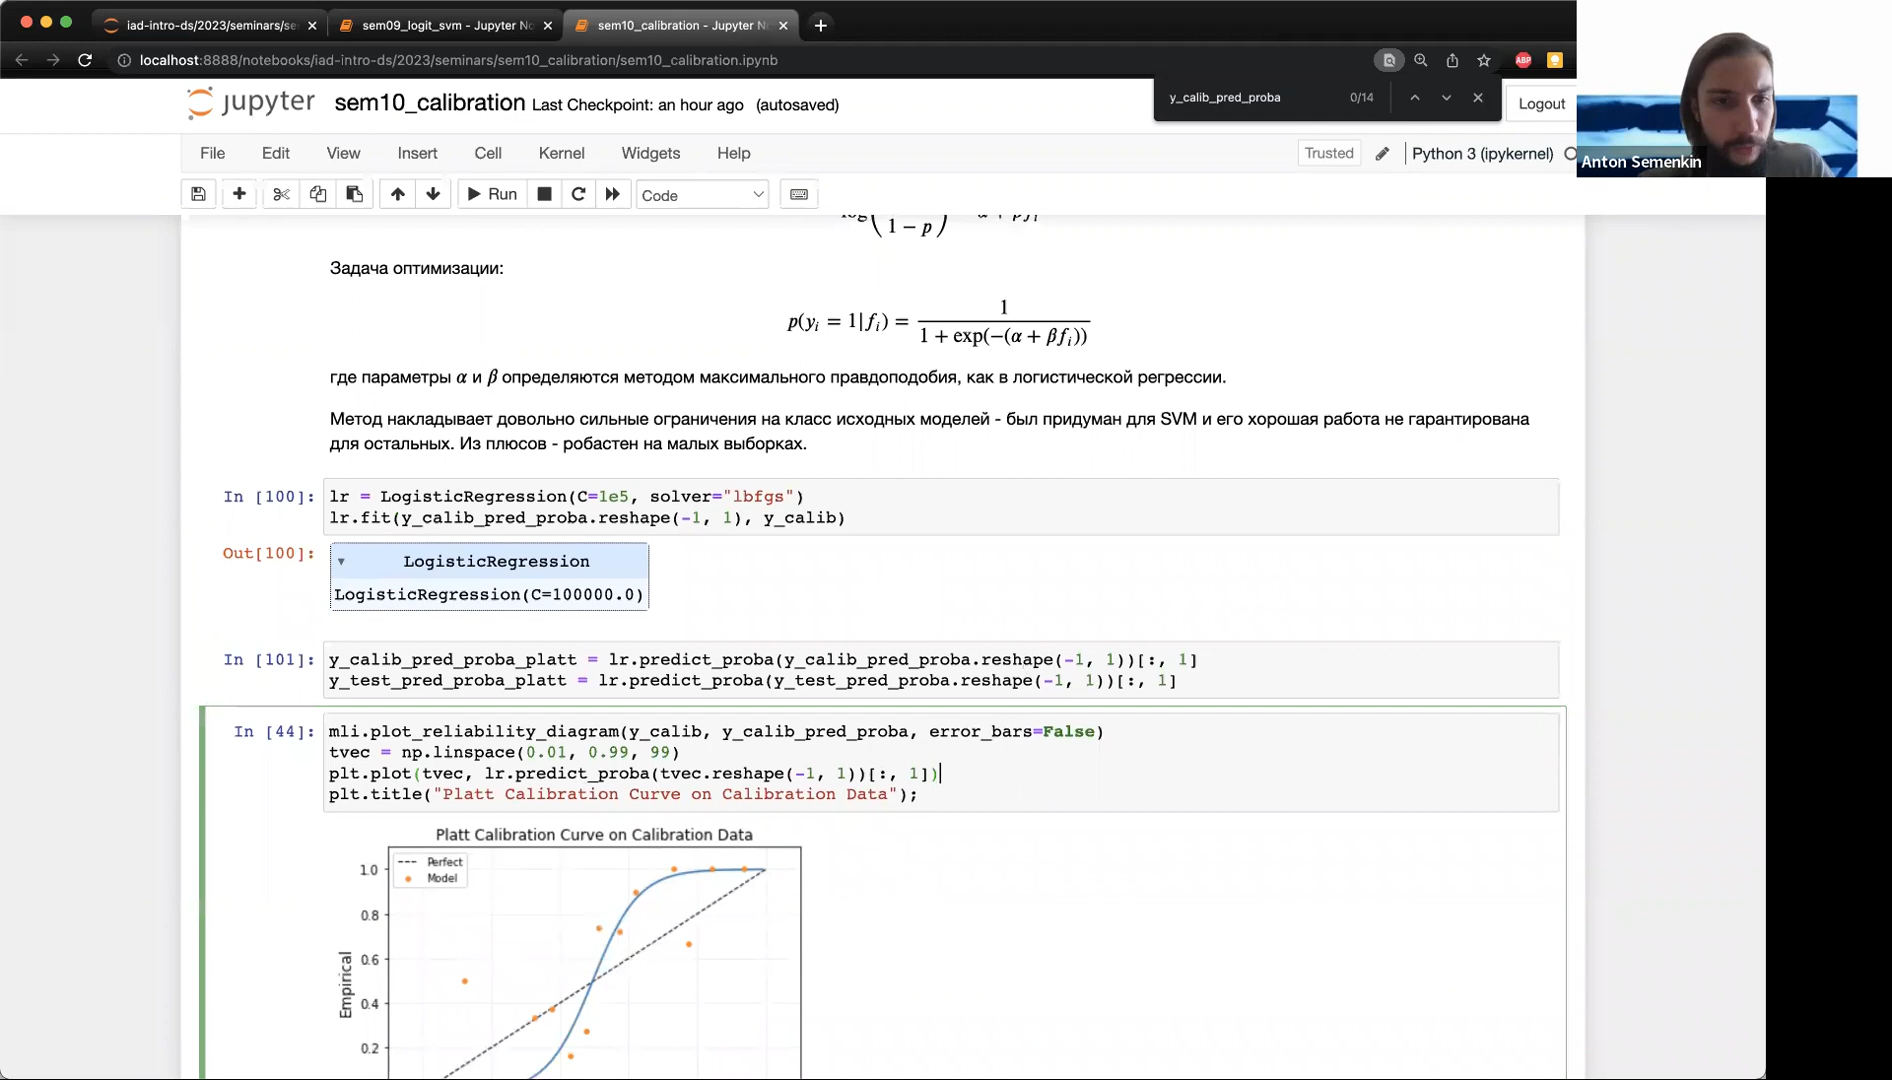 iad-intro-ds/2023/seminars/se
sem09_logit_svm - Jupyter No
sem10_calibration - Jupyter N
localhost:8888/notebooks/iad-intro-ds/2023/seminars/sem10_calibration/sem10_calibration.ipynb
ABP
y_calib_pred_proba 0/14
jupyter sem10_calibration Last Checkpoint: an hour ago (autosaved)
Logout
Anton Semenkin
File Edit View Insert Cell Kernel Widgets Help
Trusted Python 3 (ipykernel)
Run Code
1 − p
Задача оптимизации:
p(yᵢ = 1|fᵢ) = 1 / (1 + exp(−(α + βfᵢ)))
где параметры α и β определяются методом максимального правдоподобия, как в логистической регрессии.
Метод накладывает довольно сильные ограничения на класс исходных моделей - был придуман для SVM и его хорошая работа не гарантирована
для остальных. Из плюсов - робастен на малых выборках.
In [100]: lr = LogisticRegression(C=1e5, solver="lbfgs")
lr.fit(y_calib_pred_proba.reshape(-1, 1), y_calib)
Out[100]: ▾ LogisticRegression
LogisticRegression(C=100000.0)
In [101]: y_calib_pred_proba_platt = lr.predict_proba(y_calib_pred_proba.reshape(-1, 1))[:, 1]
y_test_pred_proba_platt = lr.predict_proba(y_test_pred_proba.reshape(-1, 1))[:, 1]
In [44]: mli.plot_reliability_diagram(y_calib, y_calib_pred_proba, error_bars=False)
tvec = np.linspace(0.01, 0.99, 99)
plt.plot(tvec, lr.predict_proba(tvec.reshape(-1, 1))[:, 1])
plt.title("Platt Calibration Curve on Calibration Data");
Platt Calibration Curve on Calibration Data
Perfect
Model
1.0
0.8
0.6
0.4
0.2
Empirical